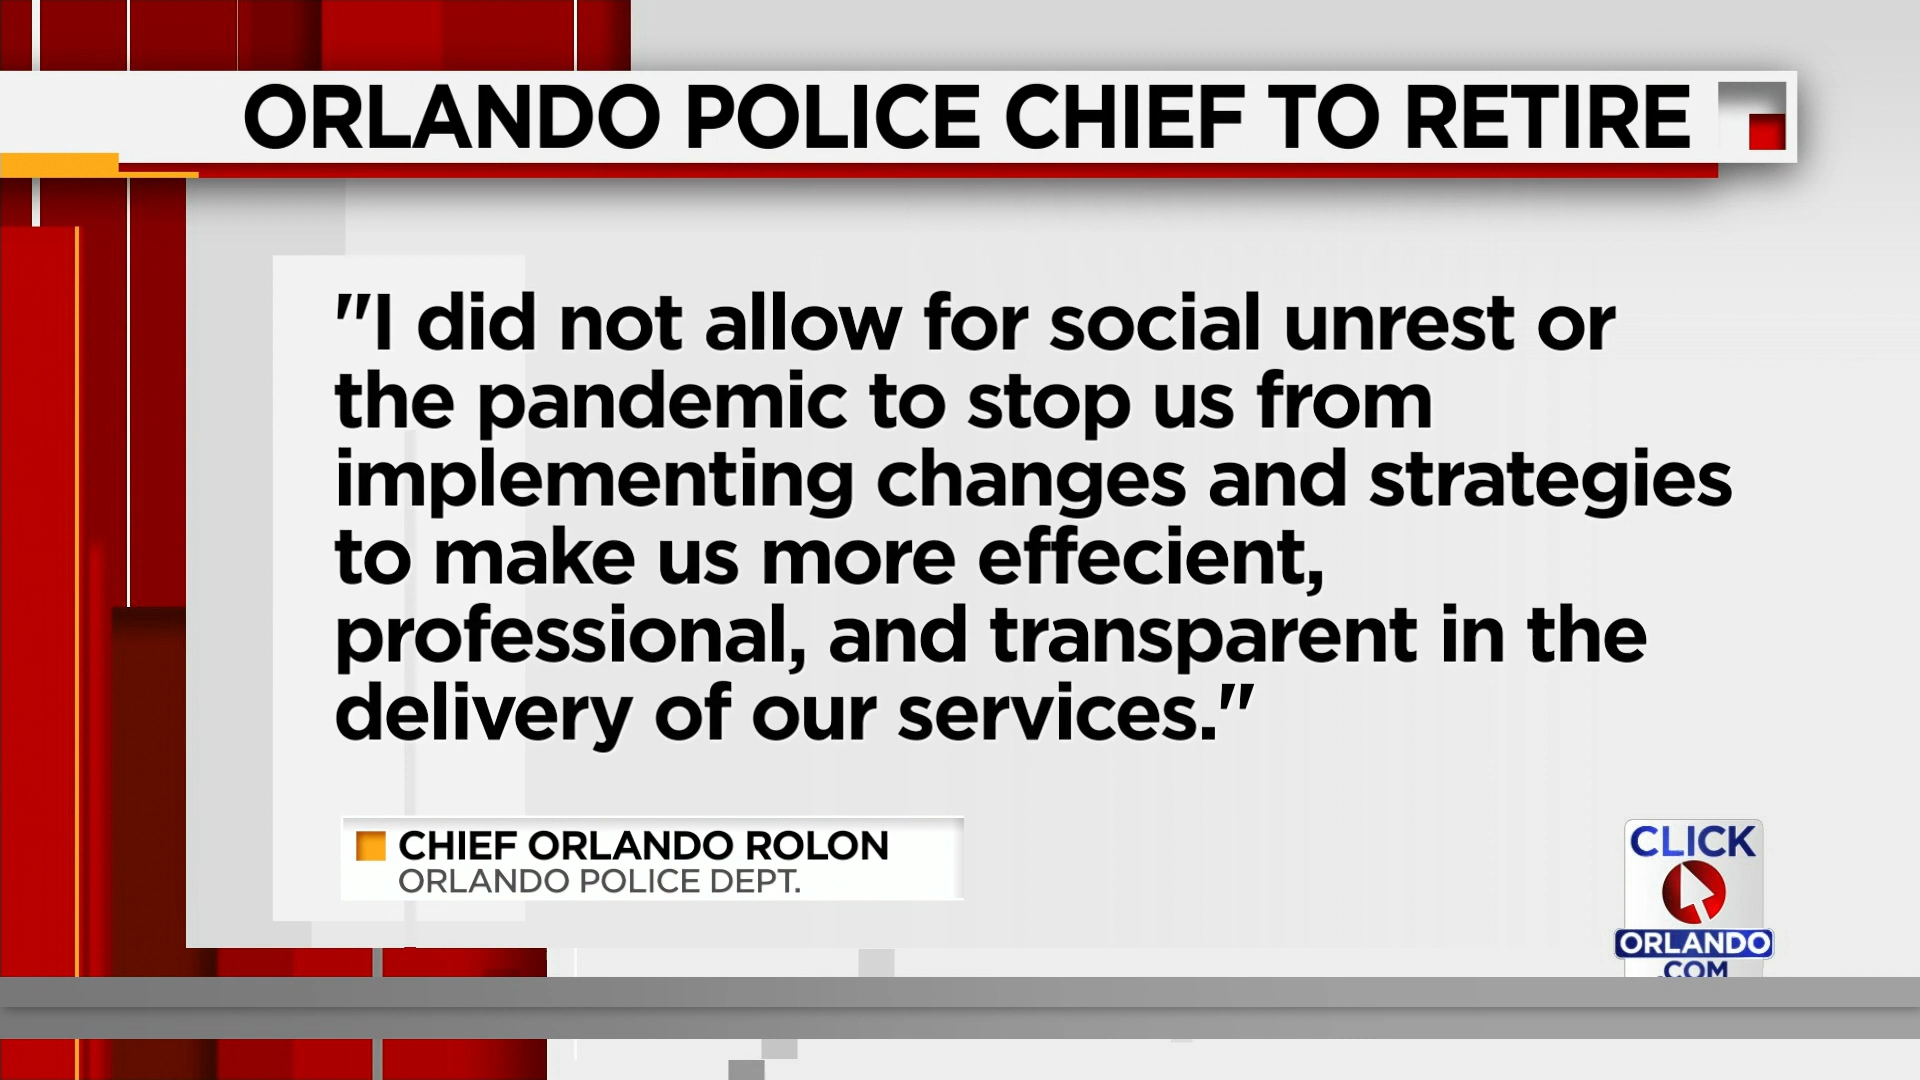 ORLANDO POLICE CHIEF TO RETIRE
"I did not allow for social unrest or
the pandemic to stop us from
implementing changes and strategies
to make us more effecient,
professional, and transparent in the
delivery of our services."
CHIEF ORLANDO ROLON
ORLANDO POLICE DEPT.
CLICK
ORLANDO
.COM